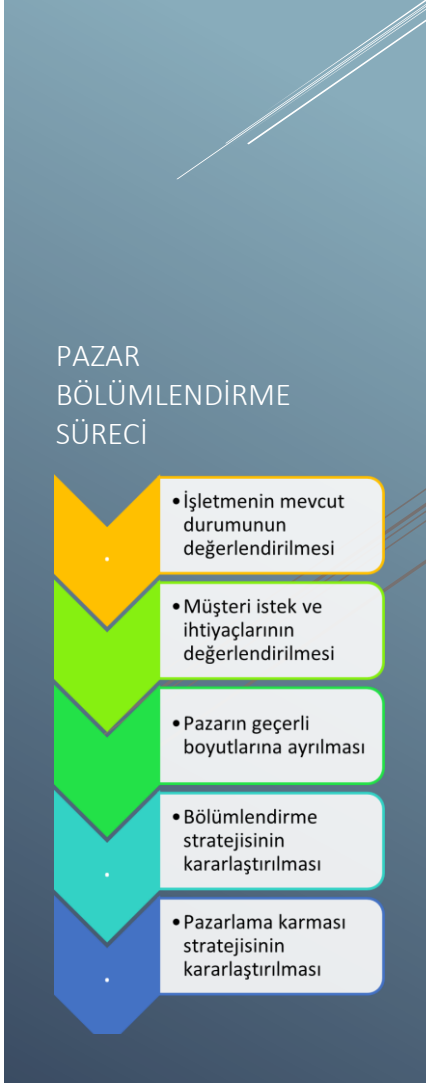 PAZAR
BÖLÜMLENDİRME
SÜRECİ
•İşletmenin mevcut
durumunun
değerlendirilmesi
•Müşteri istek ve
ihtiyaçlarının
değerlendirilmesi
•Pazarın geçerli
boyutlarına ayrılması
•Bölümlendirme
stratejisinin
kararlaştırılması
•Pazarlama karması
stratejisinin
kararlaştırılması